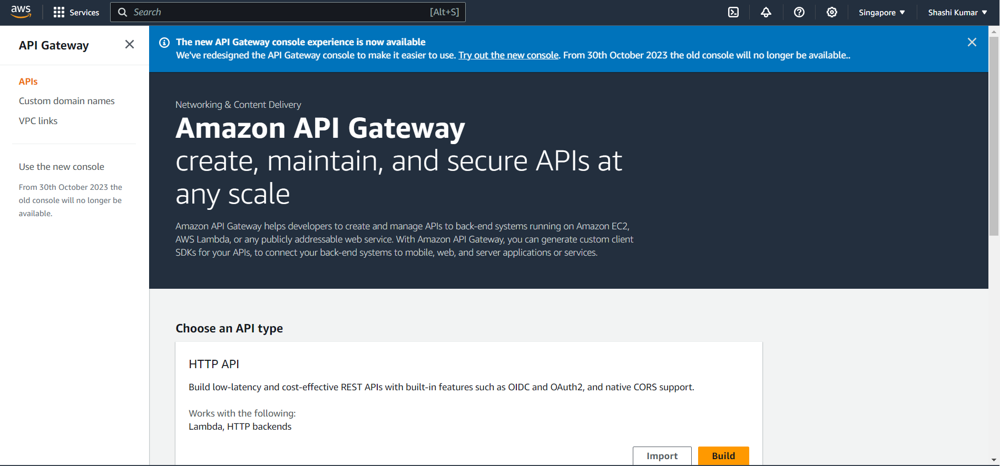 aws
Services
Search
[Alt+S]
Singapore
Shashi Kumar
API Gateway
APIs
Custom domain names
VPC links
Use the new console
From 30th October 2023 the
old console will no longer be
available.
The new API Gateway console experience is now available
We've redesigned the API Gateway console to make it easier to use. Try out the new console. From 30th October 2023 the old console will no longer be available..
Networking & Content Delivery
Amazon API Gateway
create, maintain, and secure APIs at
any scale
Amazon API Gateway helps developers to create and manage APIs to back-end systems running on Amazon EC2,
AWS Lambda, or any publicly addressable web service. With Amazon API Gateway, you can generate custom client
SDKs for your APIs, to connect your back-end systems to mobile, web, and server applications or services.
Choose an API type
HTTP API
Build low-latency and cost-effective REST APIs with built-in features such as OIDC and OAuth2, and native CORS support.
Works with the following:
Lambda, HTTP backends
Import
Build